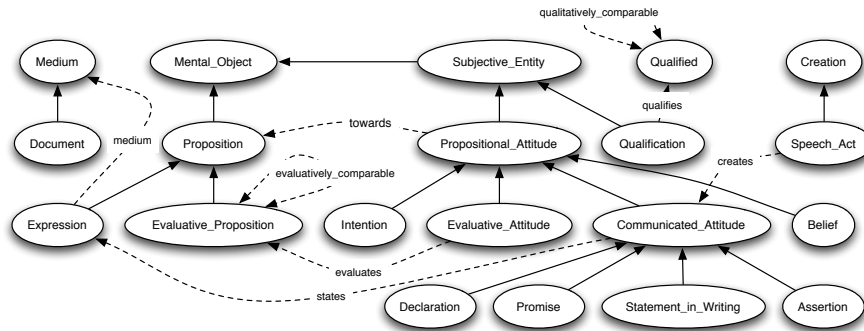 qualitatively_comparable
Medium
Mental_Object
Subjective_Entity
Qualified
Creation
qualifies
towards
medium
Document
Proposition
Propositional_Attitude
Qualification
Speech_Act
creates
evaluatively_comparable
Expression
Evaluative_Proposition
Intention
Evaluative_Attitude
Communicated_Attitude
Belief
evaluates
states
Declaration
Promise
Statement_in_Writing
Assertion